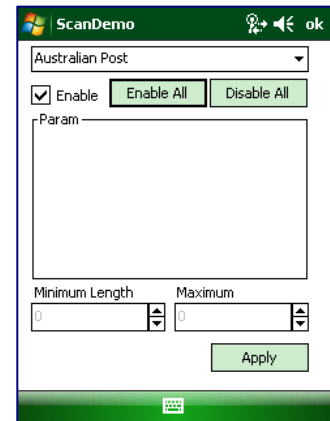 ScanDemo ok
Australian Post
Enable Enable All Disable All
Param
Minimum Length Maximum
0 0
Apply